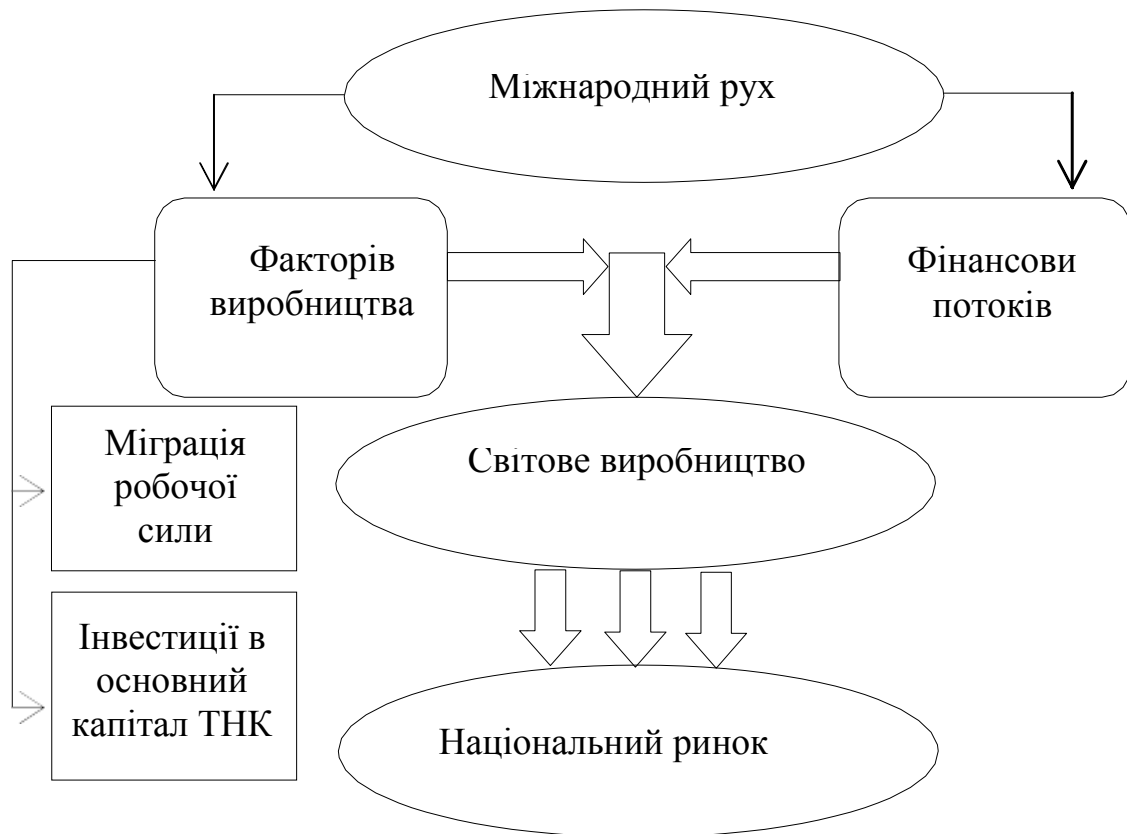 Міжнародний рух
Факторів
виробництва
Фінансови
потоків
Міграція
робочої
сили
Світове виробництво
Інвестиції в
основний
капітал ТНК
Національний ринок